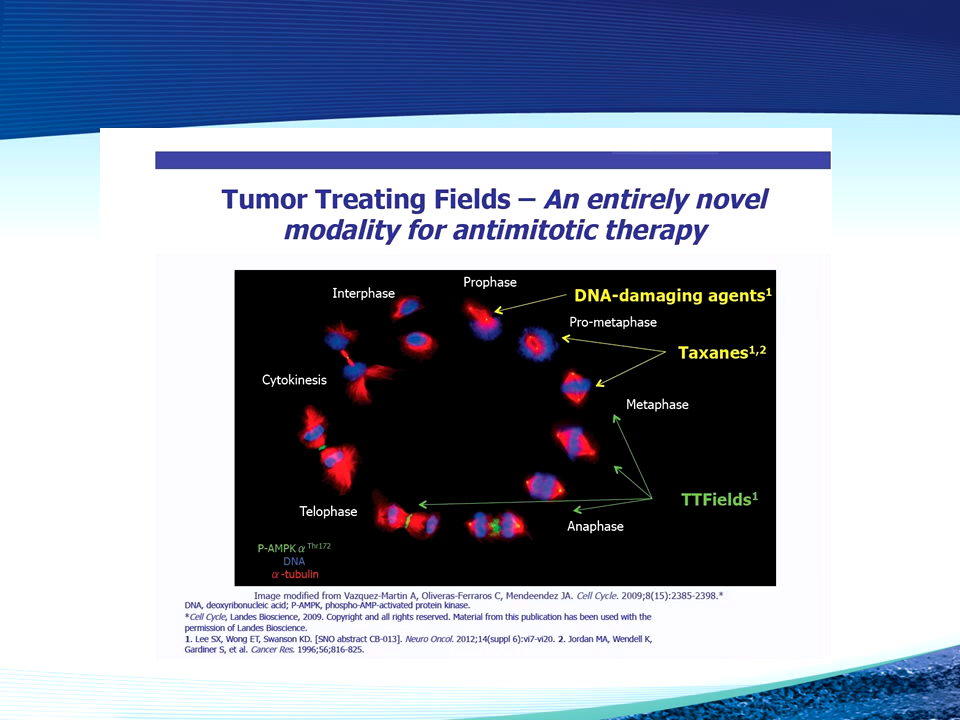 Tumor Treating Fields – An entirely novel
modality for antimitotic therapy
Prophase
Interphase
DNA-damaging agents1
Pro-metaphase
Taxanes1,2
Cytokinesis
Metaphase
TTFields1
Telophase
Anaphase
P-AMPK α Thr172
DNA
α-tubulin
Image modified from Vazquez-Martin A, Oliveras-Ferraros C, Mendeendez JA. Cell Cycle. 2009;8(15):2385-2398.*
DNA, deoxyribonucleic acid; P-AMPK, phospho-AMP-activated protein kinase.
*Cell Cycle, Landes Bioscience, 2009. Copyright and all rights reserved. Material from this publication has been used with the
permission of Landes Bioscience.
1. Lee SX, Wong ET, Swanson KD. [SNO abstract CB-013]. Neuro Oncol. 2012;14(suppl 6):vi7-vi20. 2. Jordan MA, Wendell K,
Gardiner S, et al. Cancer Res. 1996;56;816-825.